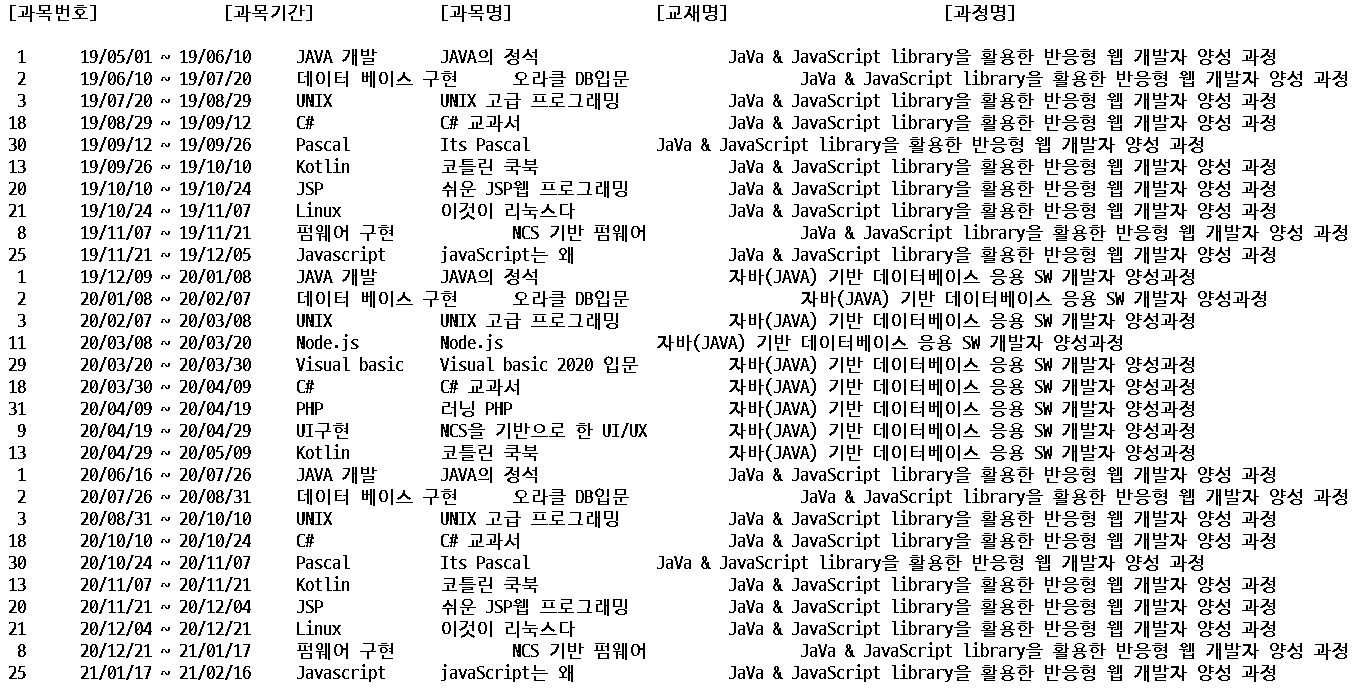 [과목번호] [과목기간] [과목명] [교재명] [과정명]
1 19/05/01 ~ 19/06/10 JAVA 개발 JAVA의 정석 JaVa & JavaScript library을 활용한 반응형 웹 개발자 양성 과정
2 19/06/10 ~ 19/07/20 데이터 베이스 구현 오라클 DB입문 JaVa & JavaScript library을 활용한 반응형 웹 개발자 양성 과정
3 19/07/20 ~ 19/08/29 UNIX UNIX 고급 프로그래밍 JaVa & JavaScript library을 활용한 반응형 웹 개발자 양성 과정
18 19/08/29 ~ 19/09/12 C# C# 교과서 JaVa & JavaScript library을 활용한 반응형 웹 개발자 양성 과정
30 19/09/12 ~ 19/09/26 Pascal Its Pascal JaVa & JavaScript library을 활용한 반응형 웹 개발자 양성 과정
13 19/09/26 ~ 19/10/10 Kotlin 코틀린 쿡북 JaVa & JavaScript library을 활용한 반응형 웹 개발자 양성 과정
20 19/10/10 ~ 19/10/24 JSP 쉬운 JSP웹 프로그래밍 JaVa & JavaScript library을 활용한 반응형 웹 개발자 양성 과정
21 19/10/24 ~ 19/11/07 Linux 이것이 리눅스다 JaVa & JavaScript library을 활용한 반응형 웹 개발자 양성 과정
8 19/11/07 ~ 19/11/21 펌웨어 구현 NCS 기반 펌웨어 JaVa & JavaScript library을 활용한 반응형 웹 개발자 양성 과정
25 19/11/21 ~ 19/12/05 Javascript javaScript는 왜 JaVa & JavaScript library을 활용한 반응형 웹 개발자 양성 과정
1 19/12/09 ~ 20/01/08 JAVA 개발 JAVA의 정석 자바(JAVA) 기반 데이터베이스 응용 SW 개발자 양성과정
2 20/01/08 ~ 20/02/07 데이터 베이스 구현 오라클 DB입문 자바(JAVA) 기반 데이터베이스 응용 SW 개발자 양성과정
3 20/02/07 ~ 20/03/08 UNIX UNIX 고급 프로그래밍 자바(JAVA) 기반 데이터베이스 응용 SW 개발자 양성과정
11 20/03/08 ~ 20/03/20 Node.js Node.js 자바(JAVA) 기반 데이터베이스 응용 SW 개발자 양성과정
29 20/03/20 ~ 20/03/30 Visual basic Visual basic 2020 입문 자바(JAVA) 기반 데이터베이스 응용 SW 개발자 양성과정
18 20/03/30 ~ 20/04/09 C# C# 교과서 자바(JAVA) 기반 데이터베이스 응용 SW 개발자 양성과정
31 20/04/09 ~ 20/04/19 PHP 러닝 PHP 자바(JAVA) 기반 데이터베이스 응용 SW 개발자 양성과정
9 20/04/19 ~ 20/04/29 UI구현 NCS을 기반으로 한 UI/UX 자바(JAVA) 기반 데이터베이스 응용 SW 개발자 양성과정
13 20/04/29 ~ 20/05/09 Kotlin 코틀린 쿡북 자바(JAVA) 기반 데이터베이스 응용 SW 개발자 양성과정
1 20/06/16 ~ 20/07/26 JAVA 개발 JAVA의 정석 JaVa & JavaScript library을 활용한 반응형 웹 개발자 양성 과정
2 20/07/26 ~ 20/08/31 데이터 베이스 구현 오라클 DB입문 JaVa & JavaScript library을 활용한 반응형 웹 개발자 양성 과정
3 20/08/31 ~ 20/10/10 UNIX UNIX 고급 프로그래밍 JaVa & JavaScript library을 활용한 반응형 웹 개발자 양성 과정
18 20/10/10 ~ 20/10/24 C# C# 교과서 JaVa & JavaScript library을 활용한 반응형 웹 개발자 양성 과정
30 20/10/24 ~ 20/11/07 Pascal Its Pascal JaVa & JavaScript library을 활용한 반응형 웹 개발자 양성 과정
13 20/11/07 ~ 20/11/21 Kotlin 코틀린 쿡북 JaVa & JavaScript library을 활용한 반응형 웹 개발자 양성 과정
20 20/11/21 ~ 20/12/04 JSP 쉬운 JSP웹 프로그래밍 JaVa & JavaScript library을 활용한 반응형 웹 개발자 양성 과정
21 20/12/04 ~ 20/12/21 Linux 이것이 리눅스다 JaVa & JavaScript library을 활용한 반응형 웹 개발자 양성 과정
8 20/12/21 ~ 21/01/17 펌웨어 구현 NCS 기반 펌웨어 JaVa & JavaScript library을 활용한 반응형 웹 개발자 양성 과정
25 21/01/17 ~ 21/02/16 Javascript javaScript는 왜 JaVa & JavaScript library을 활용한 반응형 웹 개발자 양성 과정